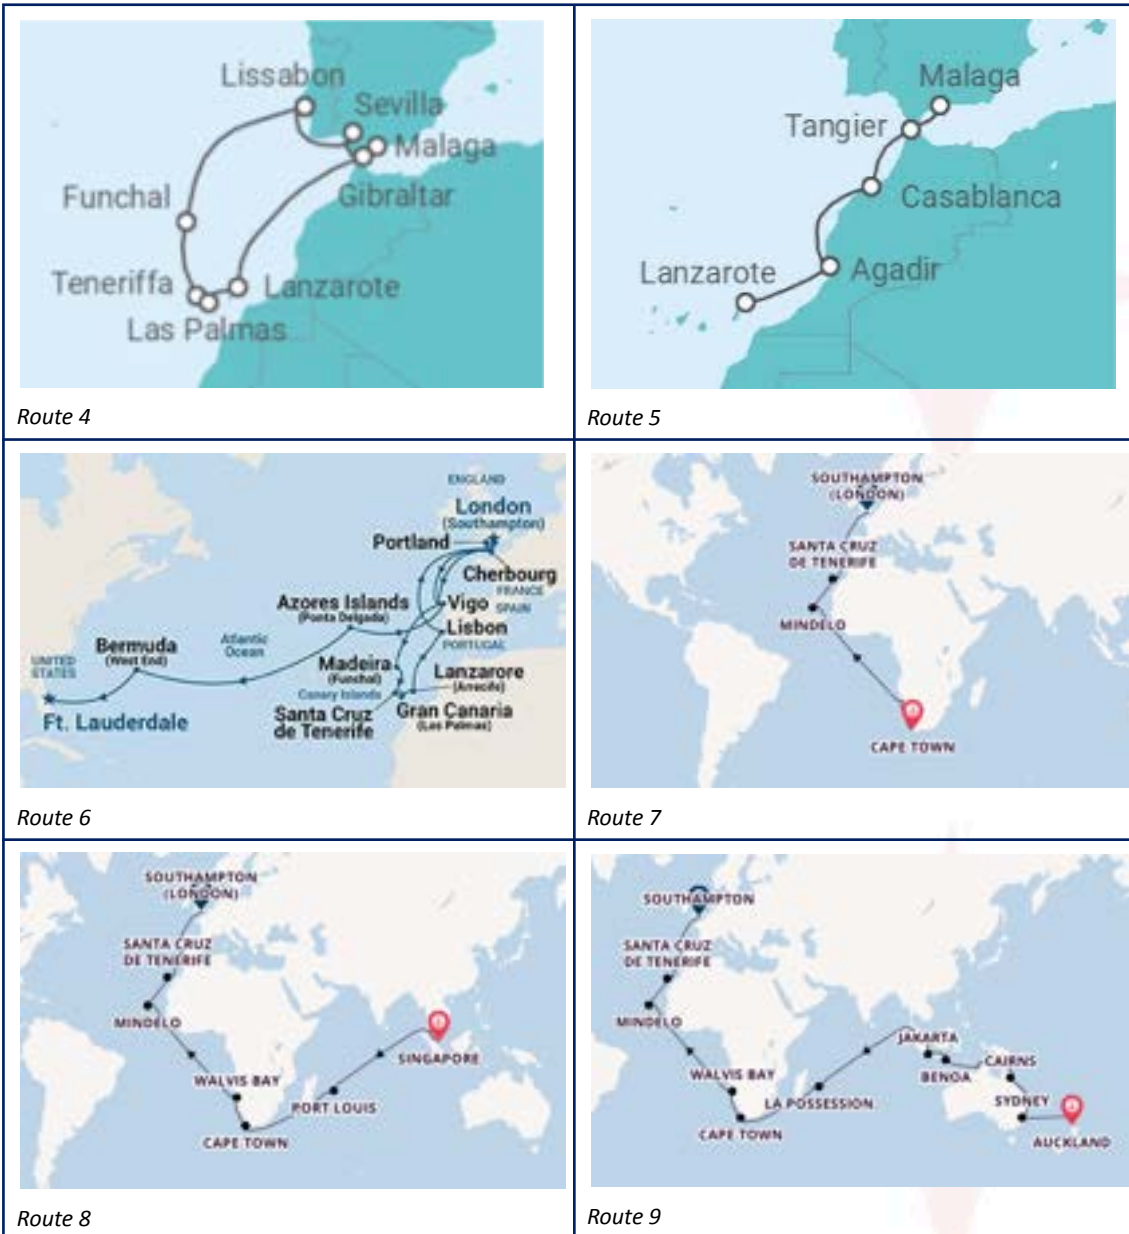 Lissabon
Sevilla
Malaga
Gibraltar
Funchal
Teneriffa
Lanzarote
Las Palmas
Route 4
Malaga
Tangier
Casablanca
Agadir
Lanzarote
Route 5
ENGLAND
London
(Southampton)
Portland
Cherbourg
FRANCE
Azores Islands
(Ponta Delgada)
Vigo
SPAIN
Lisbon
PORTUGAL
Atlantic
Ocean
Bermuda
(West End)
UNITED
STATES
Madeira
(Funchal)
Lanzarore
(Arrecife)
Canary Islands
Santa Cruz
de Tenerife
Gran Canaria
(Las Palmas)
Ft. Lauderdale
Route 6
SOUTHAMPTON
(LONDON)
SANTA CRUZ
DE TENERIFE
MINDELO
CAPE TOWN
Route 7
SOUTHAMPTON
(LONDON)
SANTA CRUZ
DE TENERIFE
MINDELO
SINGAPORE
WALVIS BAY
PORT LOUIS
CAPE TOWN
Route 8
SOUTHAMPTON
SANTA CRUZ
DE TENERIFE
MINDELO
JAKARTA
CAIRNS
BENOA
WALVIS BAY
LA POSSESSION
SYDNEY
CAPE TOWN
AUCKLAND
Route 9